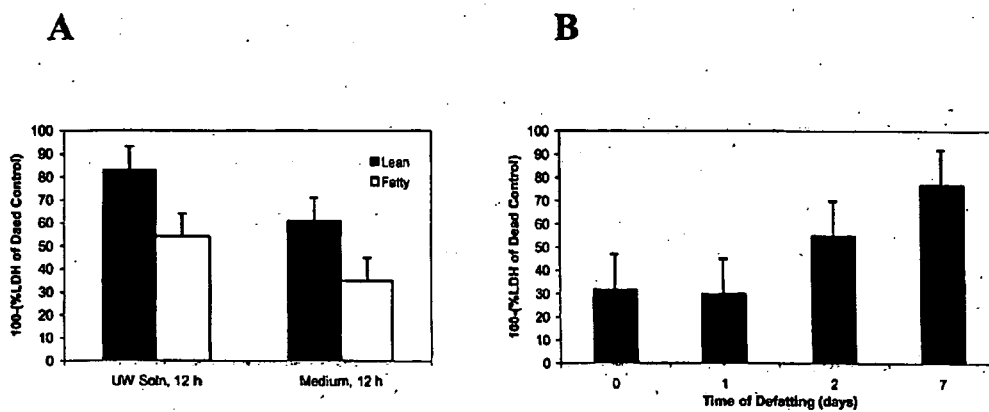 A
100-(%LDH of Daed Control)
100
90
80
70
60
50
40
30
20
10
0
Lean
Fatty
UW Soln, 12 h
Medium, 12 h
B
100-(%LDH of Dead Control)
100
90
80
70
60
50
40
30
20
10
0
0 1 2 7
Time of Defatting (days)